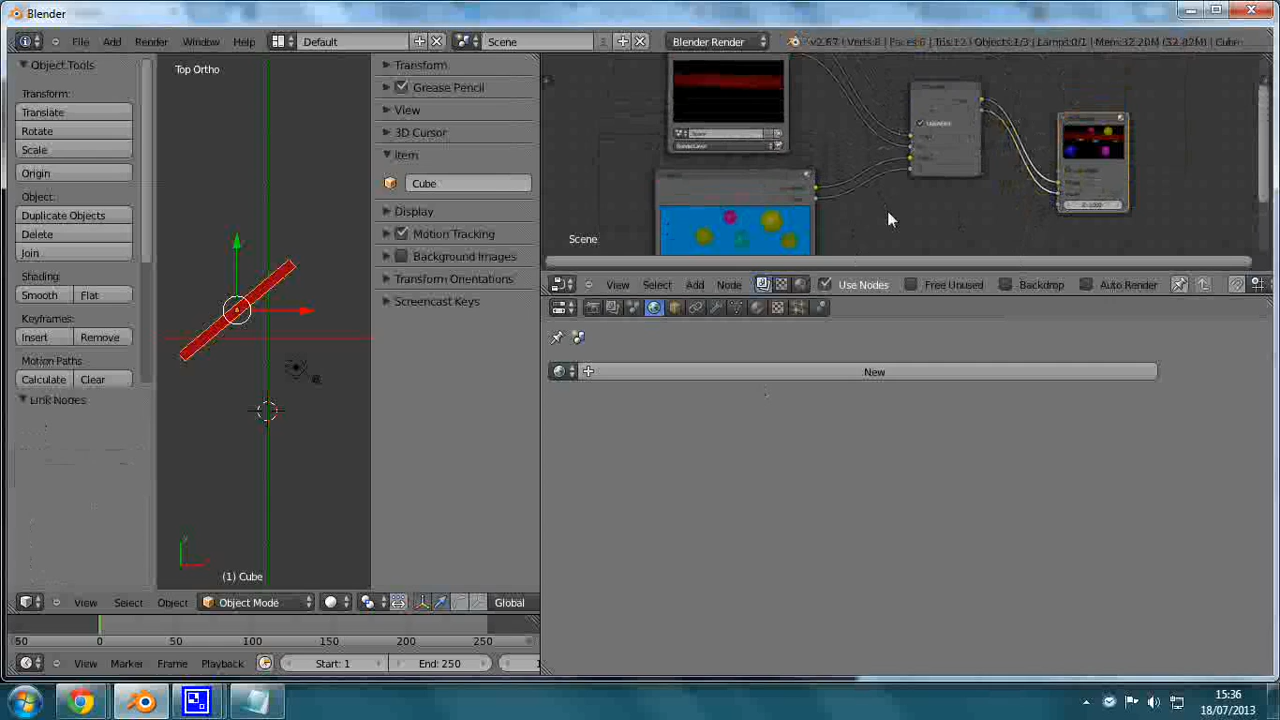 Blender
File Add Render Window Help Default Scene 3 Blender Render v2.67 | Verts:8 | Faces:6 | Tris:12 | Objects:1/3 | Lamps:0/1 | Mem:32.20M (32.42M) | Cube
Object Tools
Transform:
Translate
Rotate
Scale
Origin
Object:
Duplicate Objects
Delete
Join
Shading:
Smooth Flat
Keyframes:
Insert Remove
Motion Paths:
Calculate Clear
Link Nodes
Top Ortho
(1) Cube
Transform
Grease Pencil
View
3D Cursor
Item
Cube
Display
Motion Tracking
Background Images
Transform Orientations
Screencast Keys
Scene
View Select Add Node Use Nodes Free Unused Backdrop Auto Render
New
View Select Object Object Mode Global
50 0 50 100 150 200 250
View Marker Frame Playback Start: 1 End: 250 1
15:36
18/07/2013